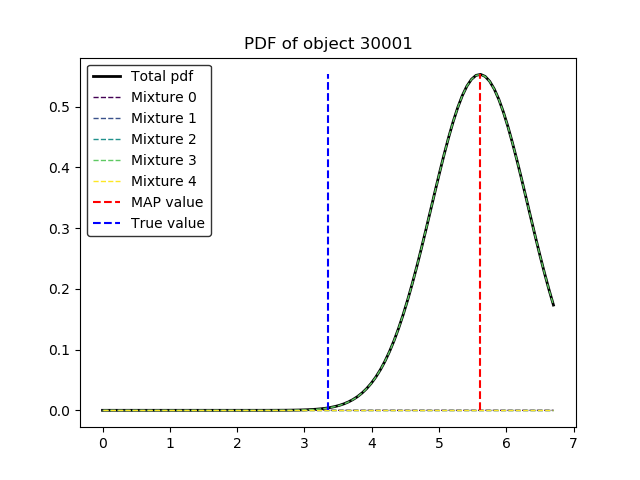 PDF of object 30001
Total pdf
Mixture 0
Mixture 1
Mixture 2
Mixture 3
Mixture 4
MAP value
True value
0.5
0.4
0.3
0.2
0.1
0.0
0 1 2 3 4 5 6 7